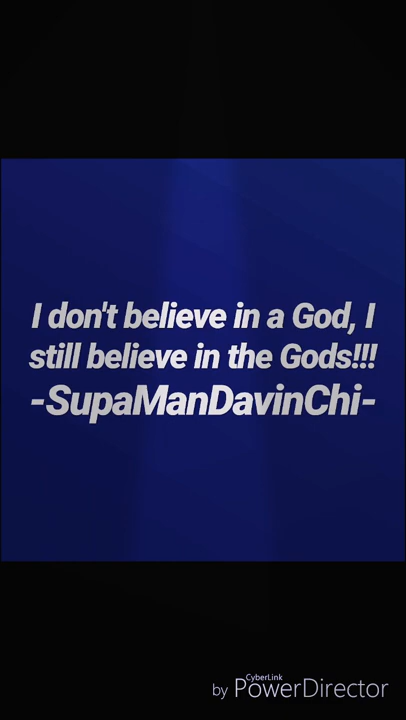 I don't believe in a God, I
still believe in the Gods!!!
-SupaManDavinChi-
CyberLink
by PowerDirector